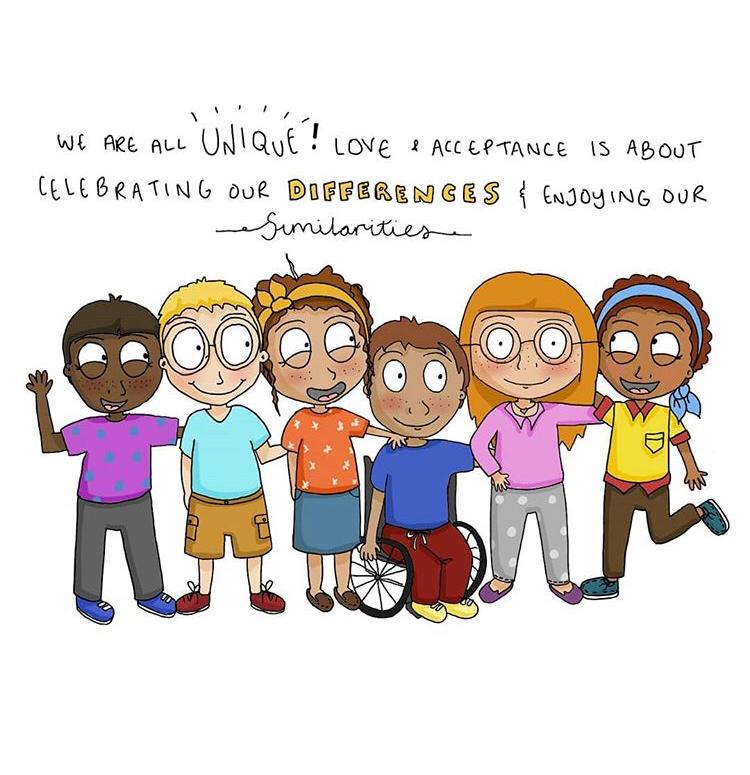 WE ARE ALL UNIQUE! LOVE & ACCEPTANCE IS ABOUT
CELEBRATING OUR DIFFERENCES & ENJOYING OUR
Similarities